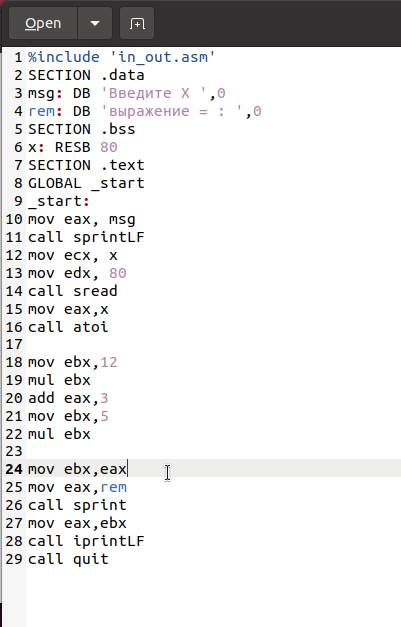 Open
1 %include 'in_out.asm'
2 SECTION .data
3 msg: DB 'Введите X ',0
4 rem: DB 'выражение = : ',0
5 SECTION .bss
6 x: RESB 80
7 SECTION .text
8 GLOBAL _start
9 _start:
10 mov eax, msg
11 call sprintLF
12 mov ecx, x
13 mov edx, 80
14 call sread
15 mov eax,x
16 call atoi
17
18 mov ebx,12
19 mul ebx
20 add eax,3
21 mov ebx,5
22 mul ebx
23
24 mov ebx,eax
25 mov eax,rem
26 call sprint
27 mov eax,ebx
28 call iprintLF
29 call quit